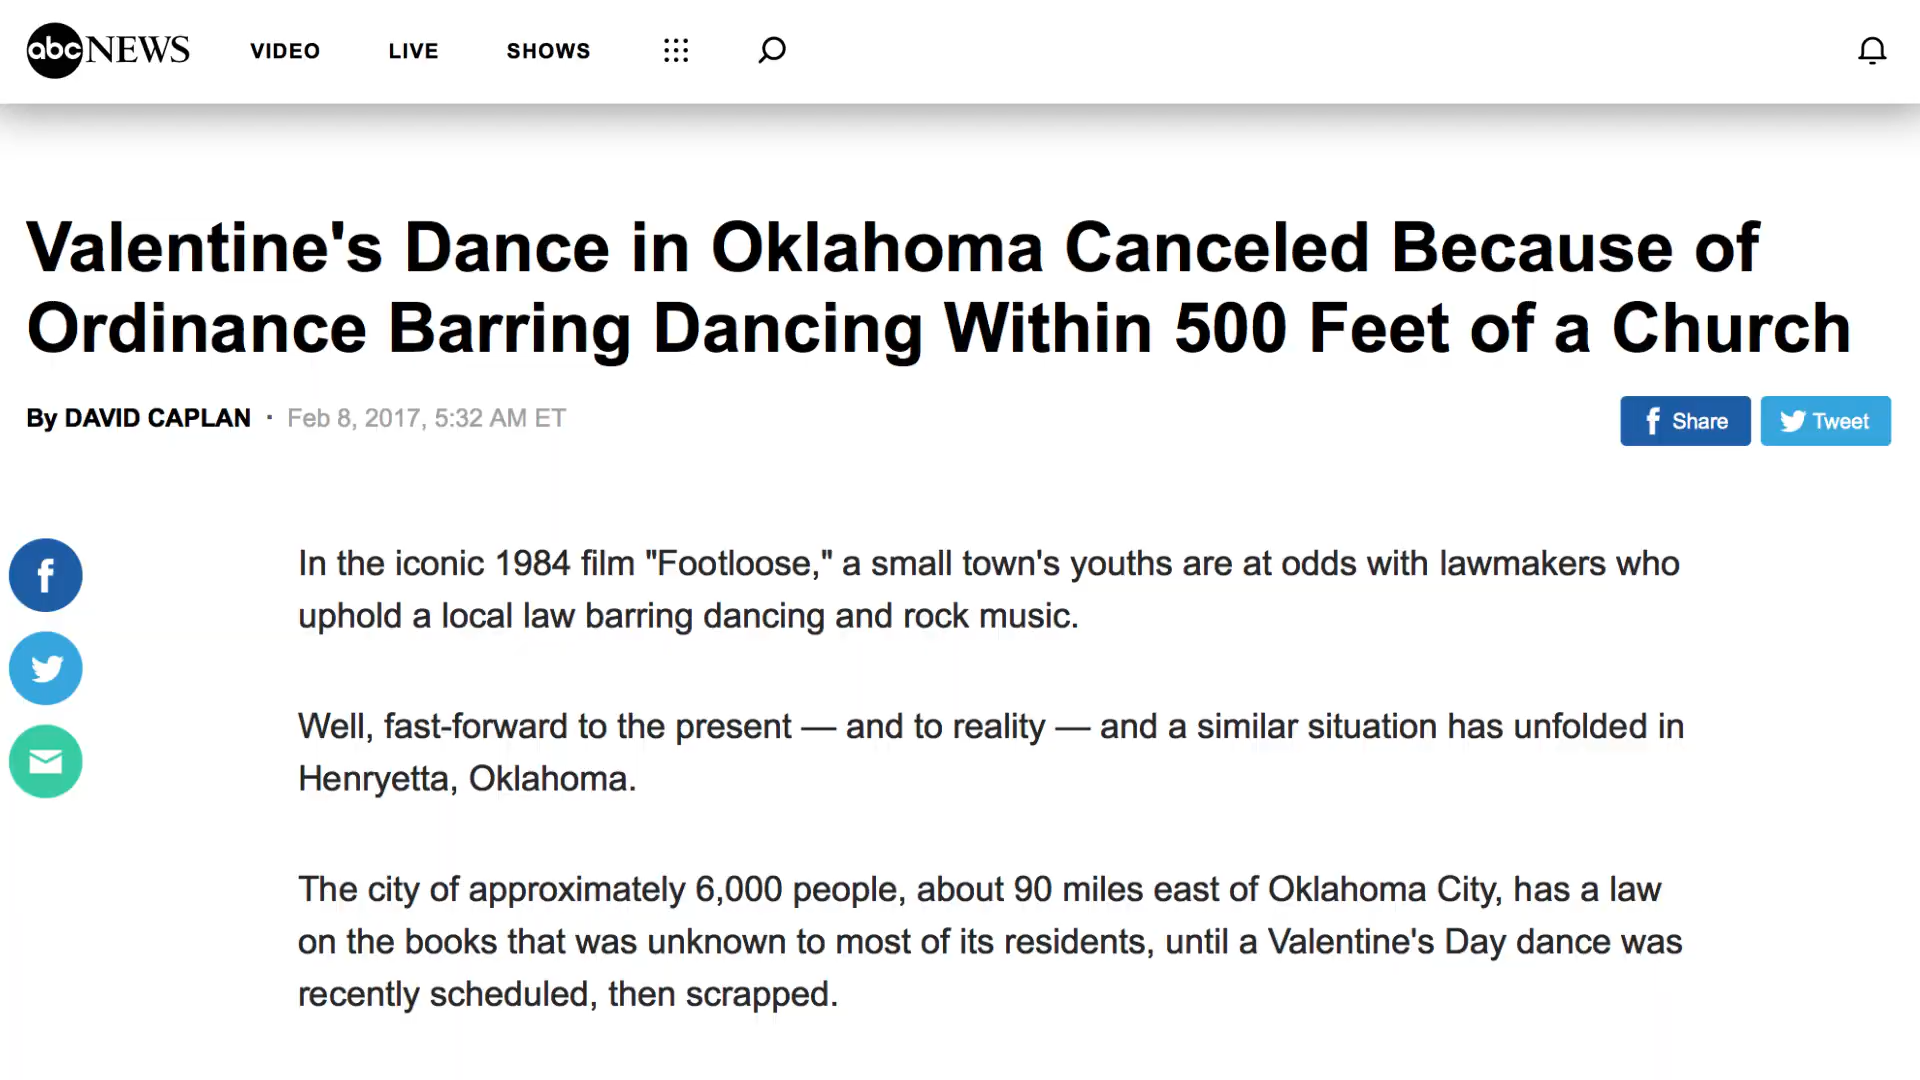 abc NEWS VIDEO LIVE SHOWS
Valentine's Dance in Oklahoma Canceled Because of
Ordinance Barring Dancing Within 500 Feet of a Church
By DAVID CAPLAN · Feb 8, 2017, 5:32 AM ET
f Share Tweet
f
In the iconic 1984 film "Footloose," a small town's youths are at odds with lawmakers who
uphold a local law barring dancing and rock music.
Well, fast-forward to the present — and to reality — and a similar situation has unfolded in
Henryetta, Oklahoma.
The city of approximately 6,000 people, about 90 miles east of Oklahoma City, has a law
on the books that was unknown to most of its residents, until a Valentine's Day dance was
recently scheduled, then scrapped.